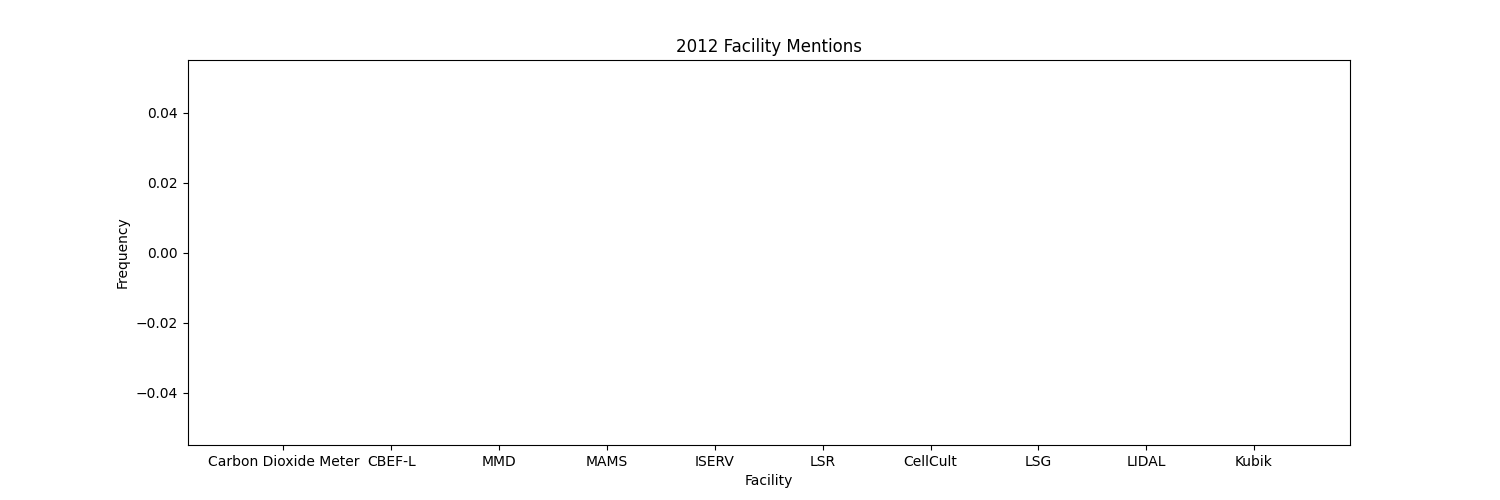 2012 Facility Mentions
0.04
0.02
0.00
−0.02
−0.04
Frequency
Carbon Dioxide Meter CBEF-L MMD MAMS ISERV LSR CellCult LSG LIDAL Kubik
Facility